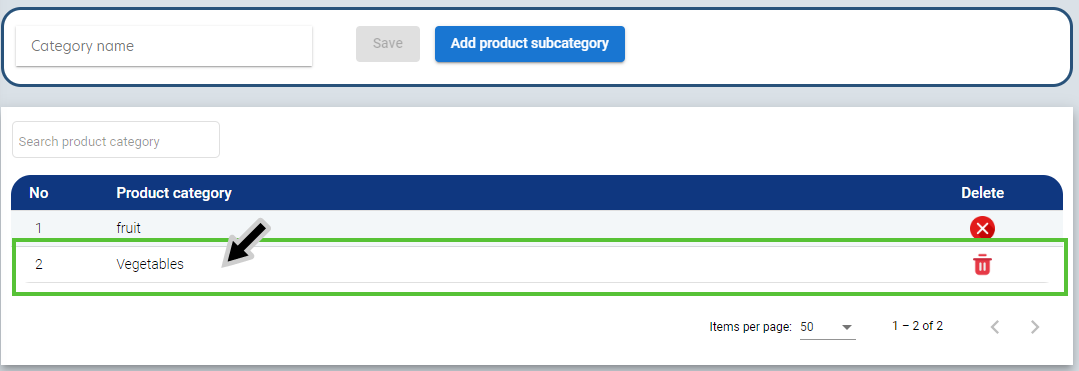 Category name Save Add product subcategory
Search product category
No Product category Delete
1 fruit
2 Vegetables
Items per page: 50 1 – 2 of 2